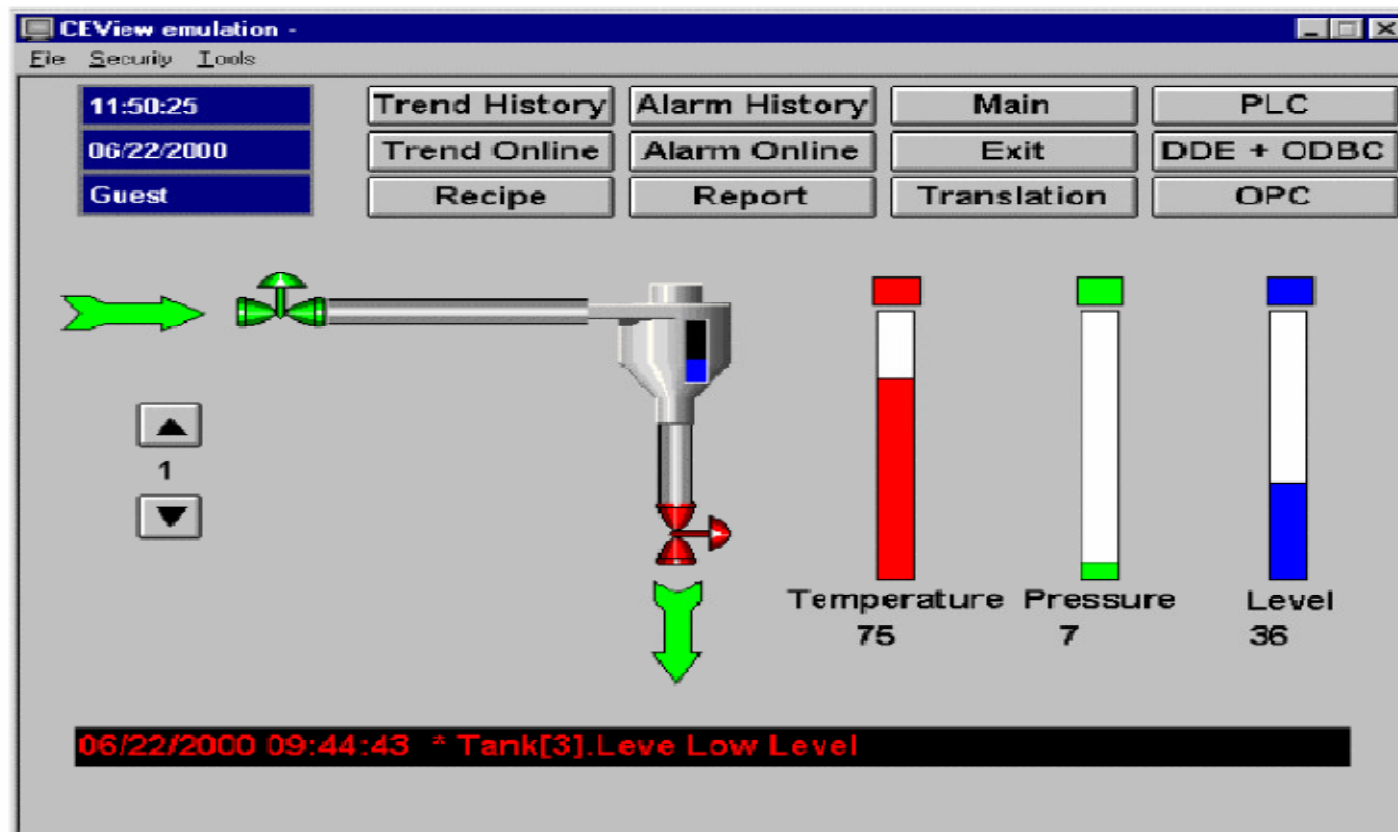 CEView emulation -
File Security Tools
11:50:25
06/22/2000
Guest
Trend History Alarm History Main PLC
Trend Online Alarm Online Exit DDE + ODBC
Recipe Report Translation OPC
1
Temperature Pressure Level
75 7 36
06/22/2000 09:44:43 * Tank[3].Leve Low Level